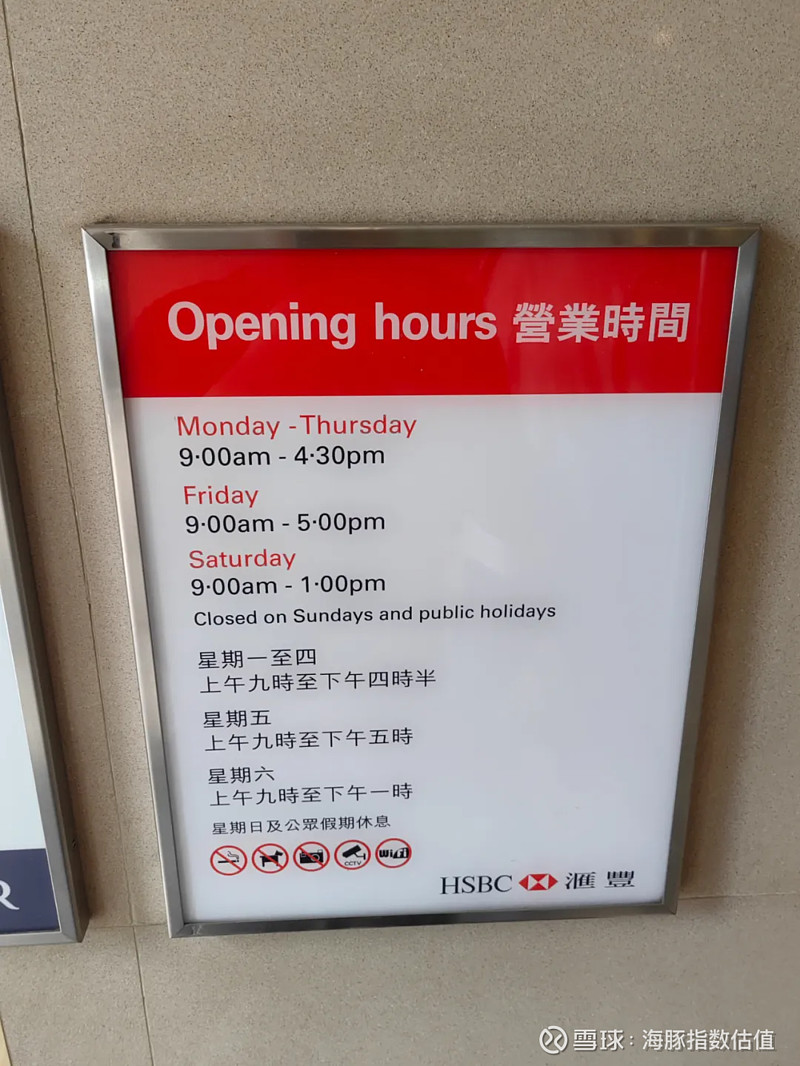 Opening hours 營業時間
Monday - Thursday
9·00am - 4·30pm
Friday
9·00am - 5·00pm
Saturday
9·00am - 1·00pm
Closed on Sundays and public holidays
星期一至四
上午九時至下午四時半
星期五
上午九時至下午五時
星期六
上午九時至下午一時
星期日及公眾假期休息
CCTV
wifi
HSBC 滙豐
R
雪球：海豚指数估值